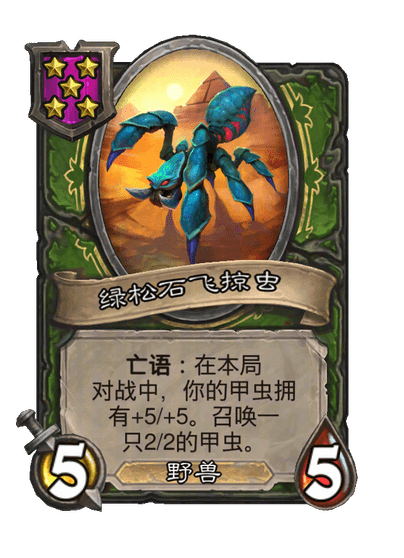 绿松石飞掠虫
亡语：在本局
对战中，你的甲虫拥
有+5/+5。召唤一
只2/2的甲虫。
5
野兽
5